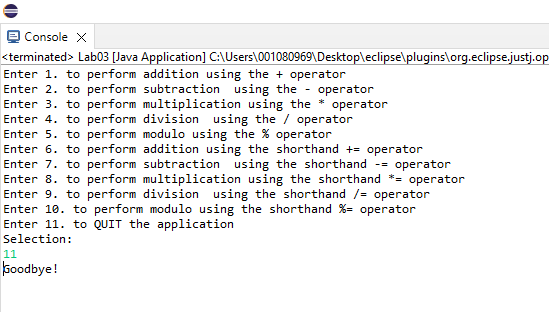 Console
<terminated> Lab03 [Java Application] C:\Users\001080969\Desktop\eclipse\plugins\org.eclipse.justj.op
Enter 1. to perform addition using the + operator
Enter 2. to perform subtraction  using the - operator
Enter 3. to perform multiplication using the * operator
Enter 4. to perform division  using the / operator
Enter 5. to perform modulo using the % operator
Enter 6. to perform addition using the shorthand += operator
Enter 7. to perform subtraction  using the shorthand -= operator
Enter 8. to perform multiplication using the shorthand *= operator
Enter 9. to perform division  using the shorthand /= operator
Enter 10. to perform modulo using the shorthand %= operator
Enter 11. to QUIT the application
Selection:
11
Goodbye!